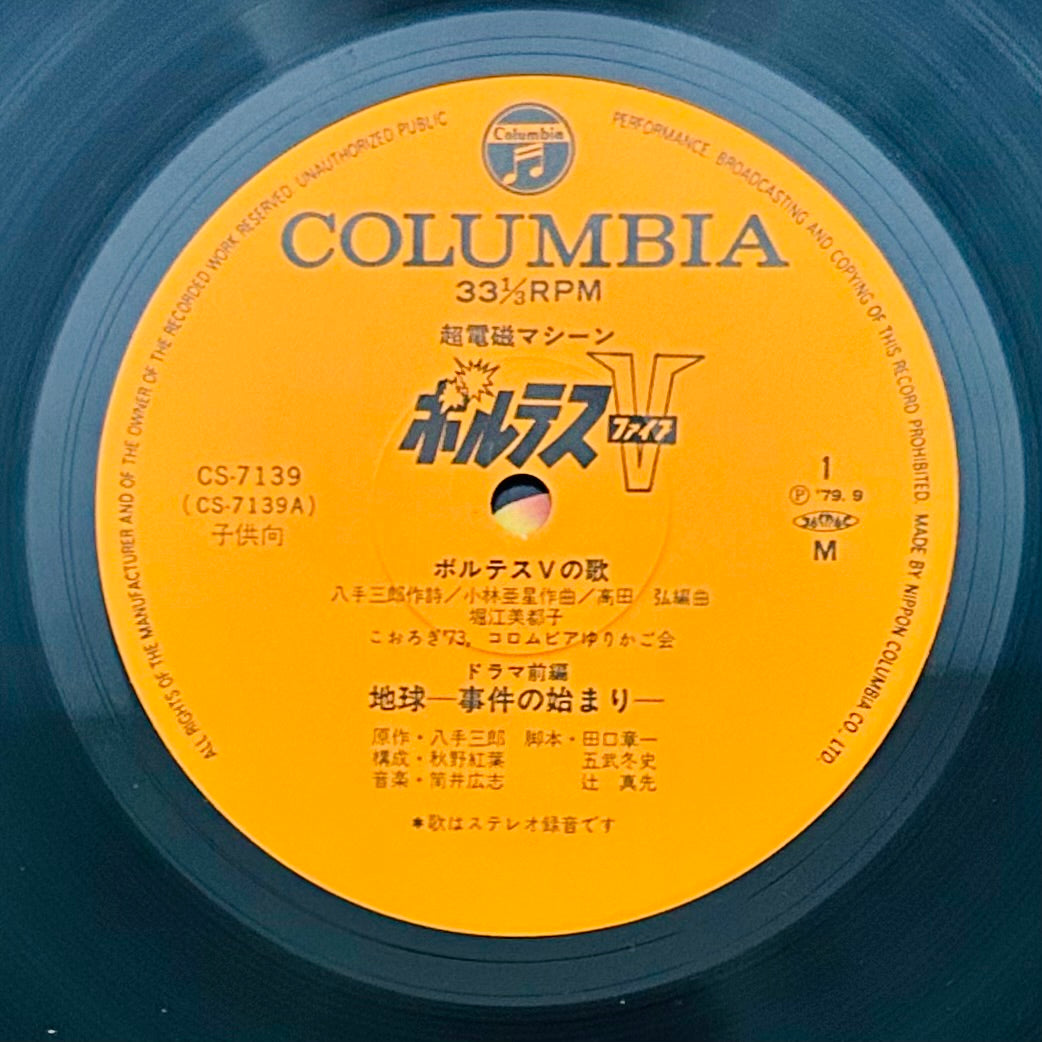 ALL RIGHTS OF THE MANUFACTURER AND OF THE OWNER OF THE RECORDED WORK RESERVED UNAUTHORIZED PUBLIC PERFORMANCE BROADCASTING AND COPYING OF THIS RECORD PROHIBITED MADE BY NIPPON COLUMBIA CO., LTD.
Columbia
COLUMBIA
33⅓RPM
超電磁マシーン
ボルテスV
ファイブ
CS-7139
(CS-7139A)
子供向
1
Ⓟ '79. 9
M
ボルテスVの歌
八手三郎作詩/小林亜星作曲/高田 弘編曲
堀江美都子
こおろぎ'73。コロムビアゆりかご会
ドラマ前編
地球―事件の始まり―
原作・八手三郎 脚本・田口章一
構成・秋野紅葉 五武冬史
音楽・筒井広志 辻 真先
*歌はステレオ録音です